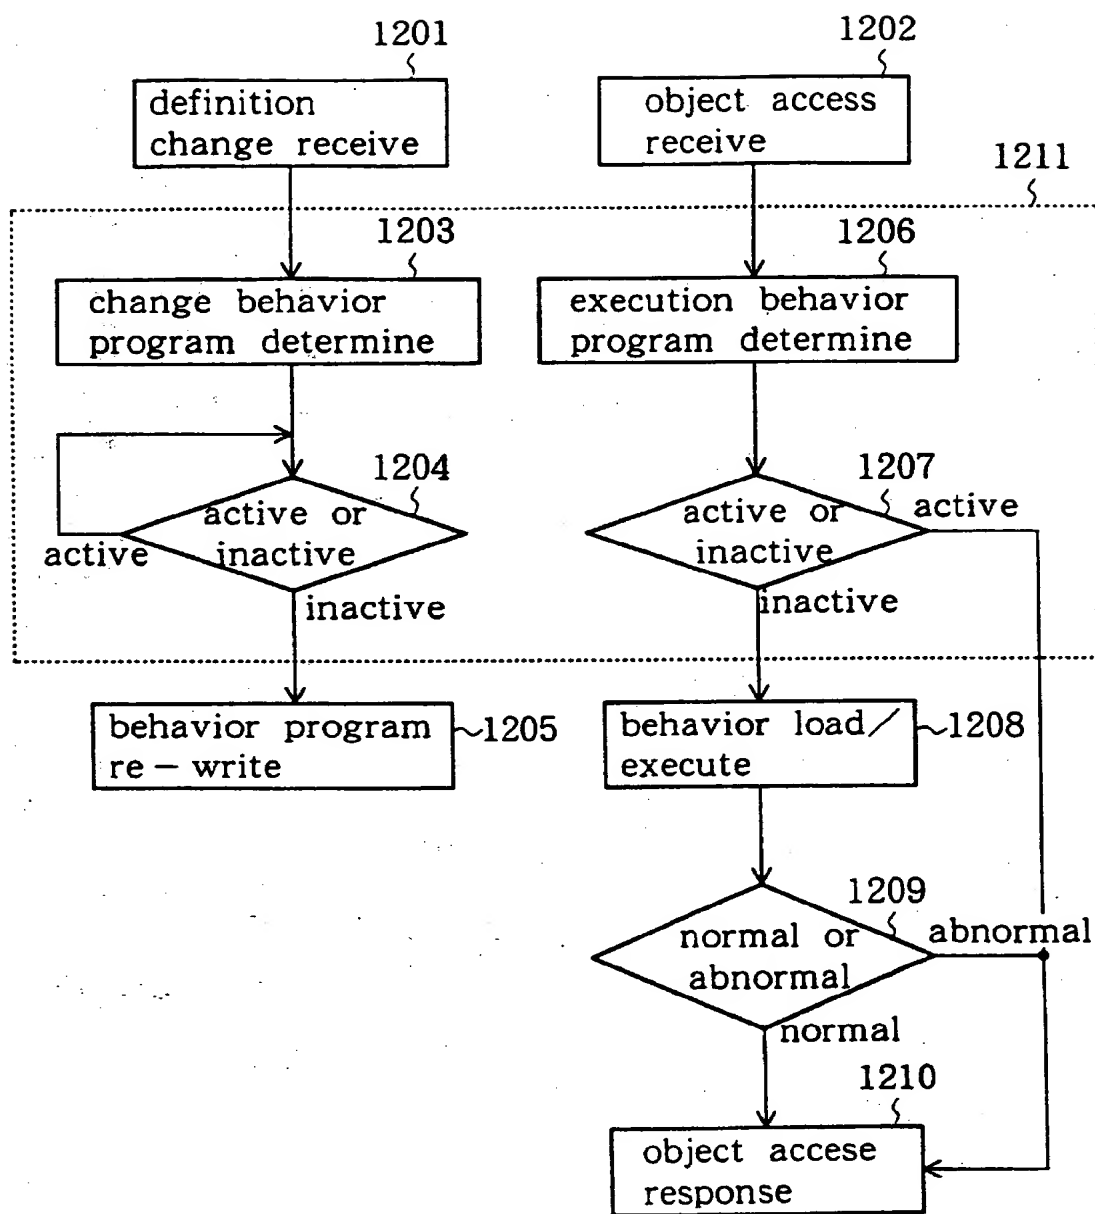 1201
1202
definition
change receive
object access
receive
1211
1203
1206
change behavior
program determine
execution behavior
program determine
1204
1207
active or
inactive
active
inactive
active or
inactive
active
inactive
behavior program
re-write
1205
behavior load/
execute
1208
1209
normal or
abnormal
abnormal
normal
1210
object accese
response